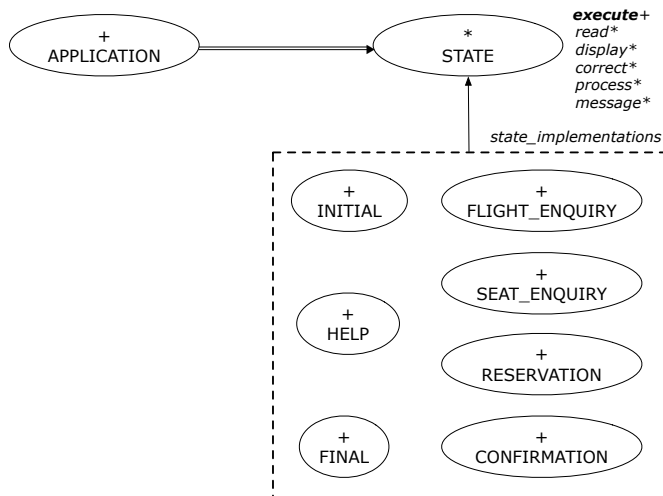 +
APPLICATION
*
STATE
execute+
read*
display*
correct*
process*
message*
state_implementations
+
INITIAL
+
FLIGHT_ENQUIRY
+
SEAT_ENQUIRY
+
HELP
+
RESERVATION
+
FINAL
+
CONFIRMATION